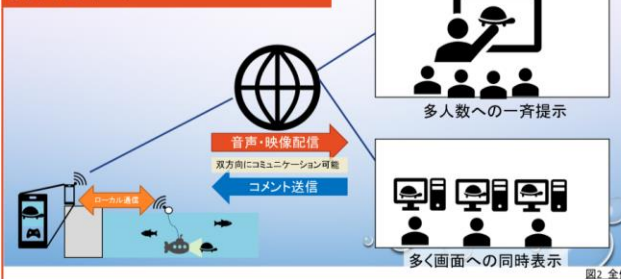 多人数への一斉提示
音声・映像配信
双方向にコミュニケーション可能
コメント送信
ローカル通信
多く画面への同時表示
図2 全